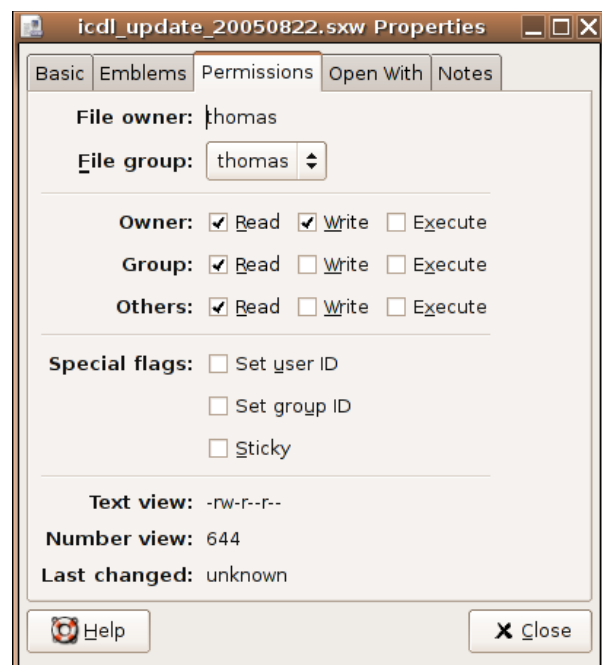 icdl_update_20050822.sxw Properties
Basic Emblems Permissions Open With Notes
File owner: thomas
File group: thomas
Owner: Read Write Execute
Group: Read Write Execute
Others: Read Write Execute
Special flags: Set user ID
Set group ID
Sticky
Text view: -rw-r--r--
Number view: 644
Last changed: unknown
Help Close